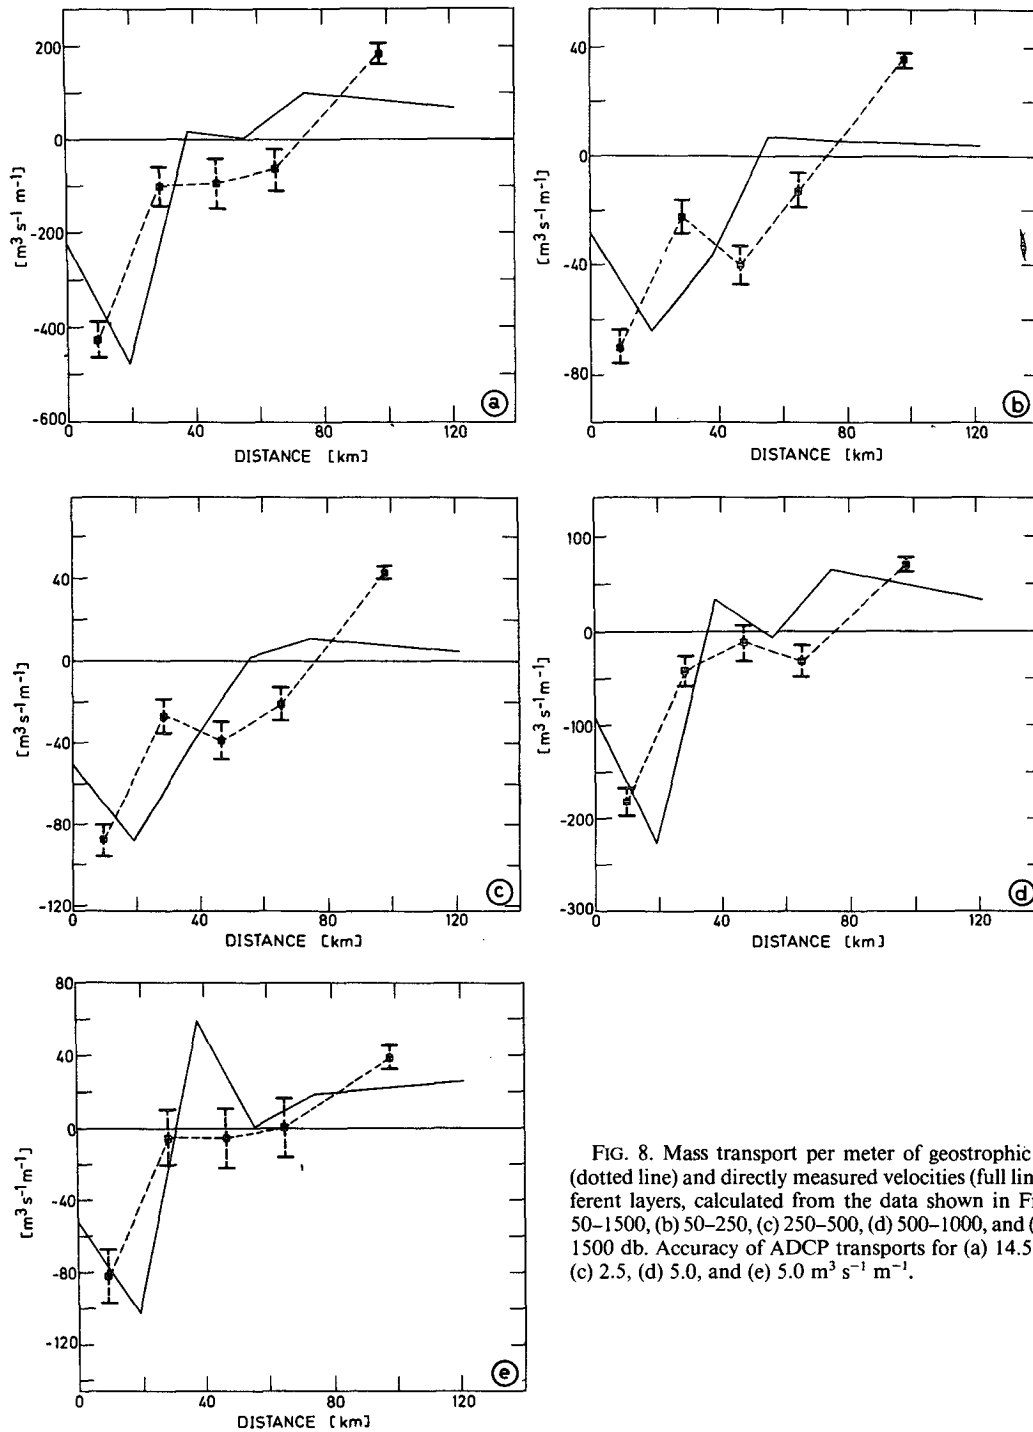 200
0
-200
-400
-600
[m³ s⁻¹ m⁻¹]
0 40 80 120
DISTANCE [km]
a
40
0
-40
-80
[m³ s⁻¹ m⁻¹]
0 40 80 120
DISTANCE [km]
b
40
0
-40
-80
-120
[m³ s⁻¹ m⁻¹]
0 40 80 120
DISTANCE [km]
c
100
0
-100
-200
-300
[m³ s⁻¹ m⁻¹]
0 40 80 120
DISTANCE [km]
d
80
40
0
-40
-80
-120
[m³ s⁻¹ m⁻¹]
0 40 80 120
DISTANCE [km]
e
FIG. 8. Mass transport per meter of geostrophic
(dotted line) and directly measured velocities (full lin
ferent layers, calculated from the data shown in F
50–1500, (b) 50–250, (c) 250–500, (d) 500–1000, and (
1500 db. Accuracy of ADCP transports for (a) 14.5
(c) 2.5, (d) 5.0, and (e) 5.0 m³ s⁻¹ m⁻¹.